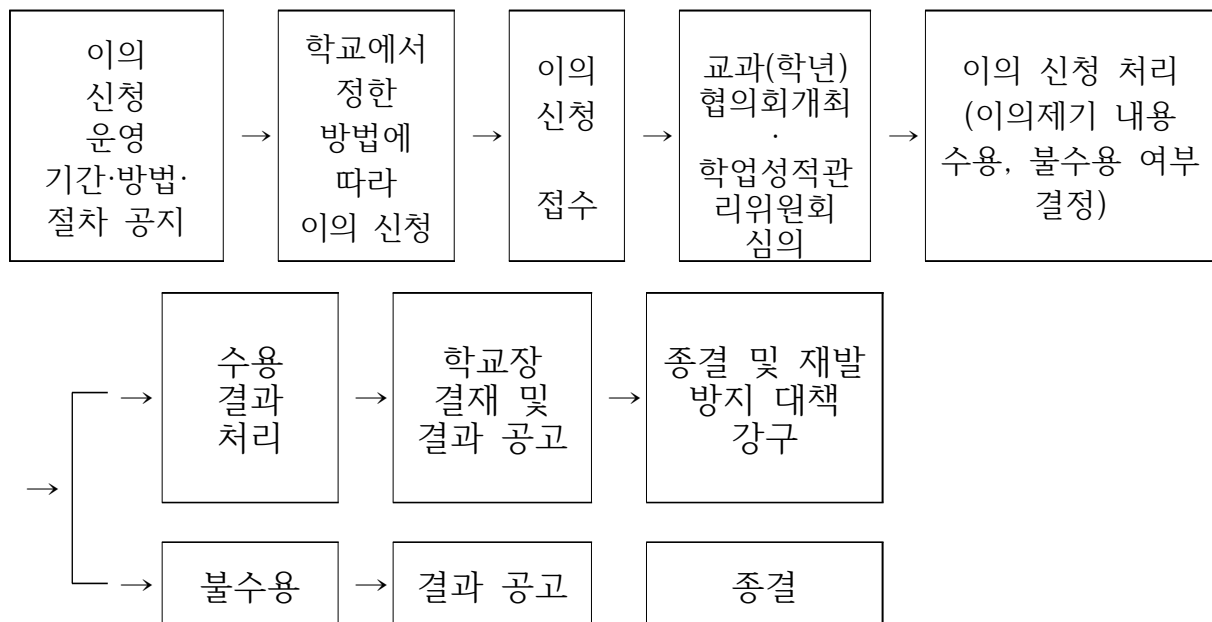 이의
신청
운영
기간·방법·
절차 공지
→
학교에서
정한
방법에
따라
이의 신청
→
이의
신청
접수
→
교과(학년)
협의회개최
·
학업성적관
리위원회
심의
→
이의 신청 처리
(이의제기 내용
수용, 불수용 여부
결정)
→
→
수용
결과
처리
→
학교장
결재 및
결과 공고
→
종결 및 재발
방지 대책
강구
→
불수용
→
결과 공고
종결